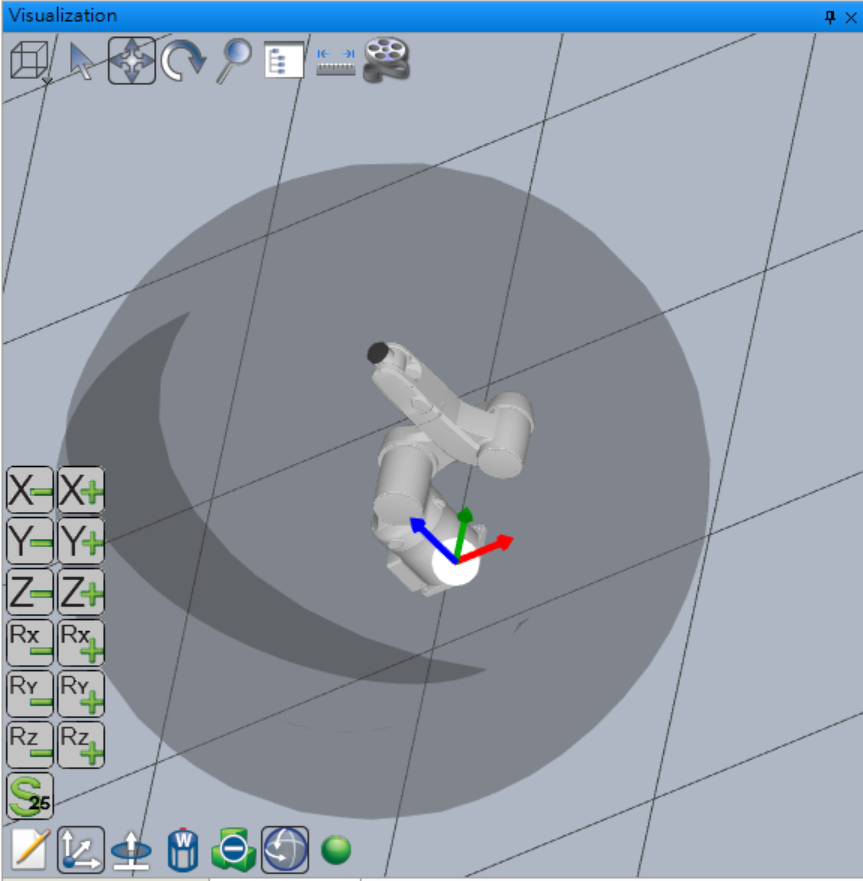 Visualization
X X
Y Y
Z Z
Rx Rx
RY RY
Rz Rz
S 25
W